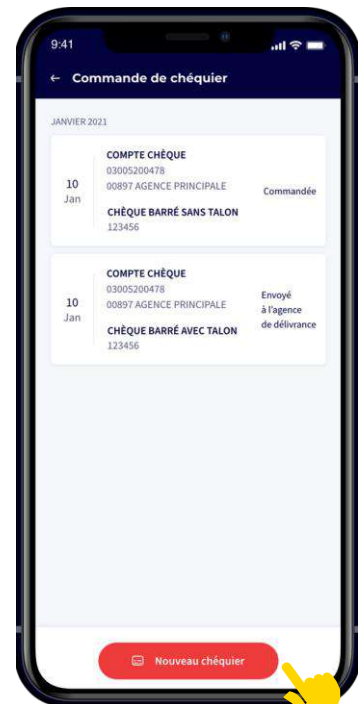 9:41
← Commande de chéquier
JANVIER 2021
10
Jan
COMPTE CHÈQUE
03005200478
00897 AGENCE PRINCIPALE
CHÈQUE BARRÉ SANS TALON
123456
Commandée
10
Jan
COMPTE CHÈQUE
03005200478
00897 AGENCE PRINCIPALE
CHÈQUE BARRÉ AVEC TALON
123456
Envoyé
à l'agence
de délivrance
Nouveau chéquier